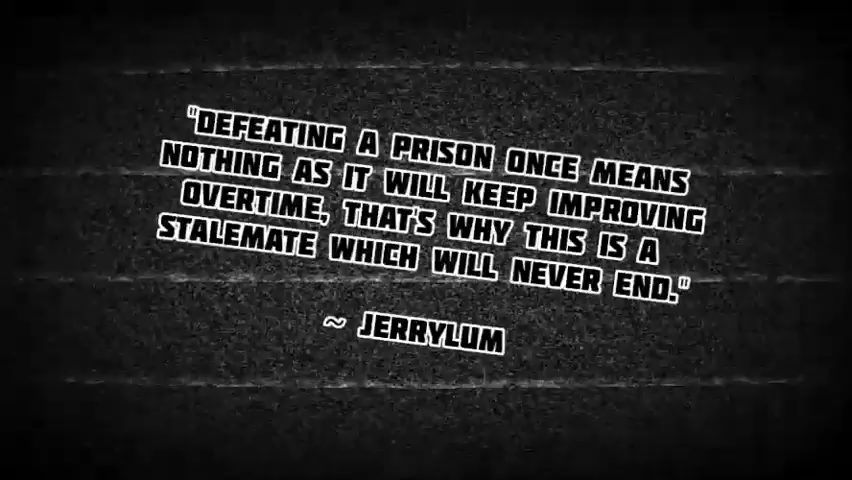 "DEFEATING A PRISON ONCE MEANS
NOTHING AS IT WILL KEEP IMPROVING
OVERTIME, THAT'S WHY THIS IS A
STALEMATE WHICH WILL NEVER END."
~ JERRYLUM